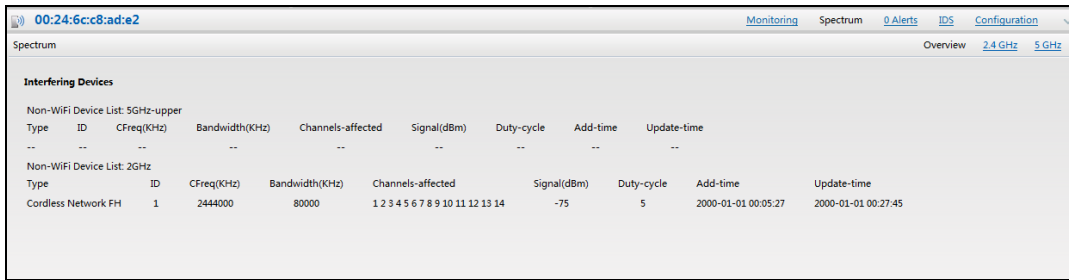 00:24:6c:c8:ad:e2 Monitoring Spectrum 0 Alerts IDS Configuration
Spectrum Overview 2.4 GHz 5 GHz
Interfering Devices
Non-WiFi Device List: 5GHz-upper
Type ID CFreq(KHz) Bandwidth(KHz) Channels-affected Signal(dBm) Duty-cycle Add-time Update-time
-- -- -- -- -- -- -- -- --
Non-WiFi Device List: 2GHz
Type ID CFreq(KHz) Bandwidth(KHz) Channels-affected Signal(dBm) Duty-cycle Add-time Update-time
Cordless Network FH 1 2444000 80000 1 2 3 4 5 6 7 8 9 10 11 12 13 14 -75 5 2000-01-01 00:05:27 2000-01-01 00:27:45